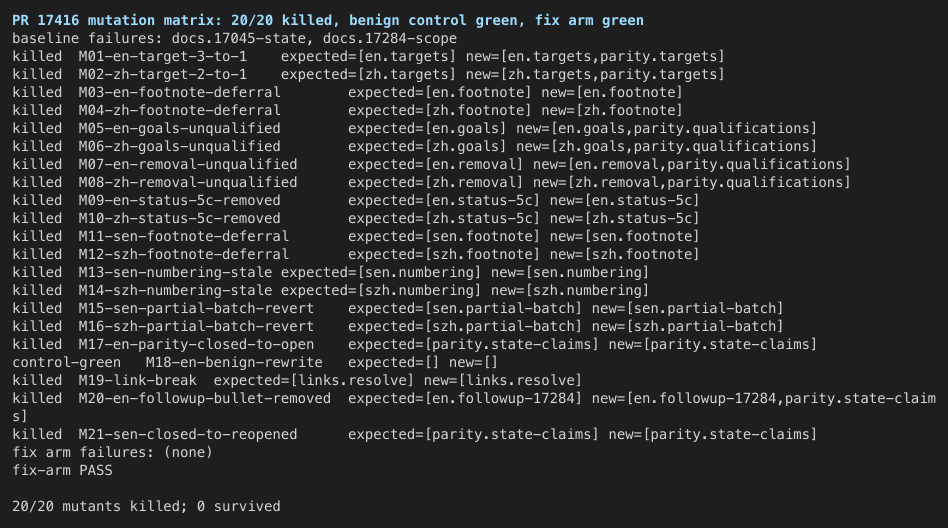 PR 17416 mutation matrix: 20/20 killed, benign control green, fix arm green
baseline failures: docs.17045-state, docs.17284-scope
killed  M01-en-target-3-to-1    expected=[en.targets] new=[en.targets,parity.targets]
killed  M02-zh-target-2-to-1    expected=[zh.targets] new=[zh.targets,parity.targets]
killed  M03-en-footnote-deferral        expected=[en.footnote] new=[en.footnote]
killed  M04-zh-footnote-deferral        expected=[zh.footnote] new=[zh.footnote]
killed  M05-en-goals-unqualified        expected=[en.goals] new=[en.goals,parity.qualifications]
killed  M06-zh-goals-unqualified        expected=[zh.goals] new=[zh.goals,parity.qualifications]
killed  M07-en-removal-unqualified      expected=[en.removal] new=[en.removal,parity.qualifications]
killed  M08-zh-removal-unqualified      expected=[zh.removal] new=[zh.removal,parity.qualifications]
killed  M09-en-status-5c-removed        expected=[en.status-5c] new=[en.status-5c]
killed  M10-zh-status-5c-removed        expected=[zh.status-5c] new=[zh.status-5c]
killed  M11-sen-footnote-deferral       expected=[sen.footnote] new=[sen.footnote]
killed  M12-szh-footnote-deferral       expected=[szh.footnote] new=[szh.footnote]
killed  M13-sen-numbering-stale expected=[sen.numbering] new=[sen.numbering]
killed  M14-szh-numbering-stale expected=[szh.numbering] new=[szh.numbering]
killed  M15-sen-partial-batch-revert    expected=[sen.partial-batch] new=[sen.partial-batch]
killed  M16-szh-partial-batch-revert    expected=[szh.partial-batch] new=[szh.partial-batch]
killed  M17-en-parity-closed-to-open    expected=[parity.state-claims] new=[parity.state-claims]
control-green   M18-en-benign-rewrite   expected=[] new=[]
killed  M19-link-break  expected=[links.resolve] new=[links.resolve]
killed  M20-en-followup-bullet-removed  expected=[en.followup-17284] new=[en.followup-17284,parity.state-claim
s]
killed  M21-sen-closed-to-reopened      expected=[parity.state-claims] new=[parity.state-claims]
fix arm failures: (none)
fix-arm PASS
20/20 mutants killed; 0 survived